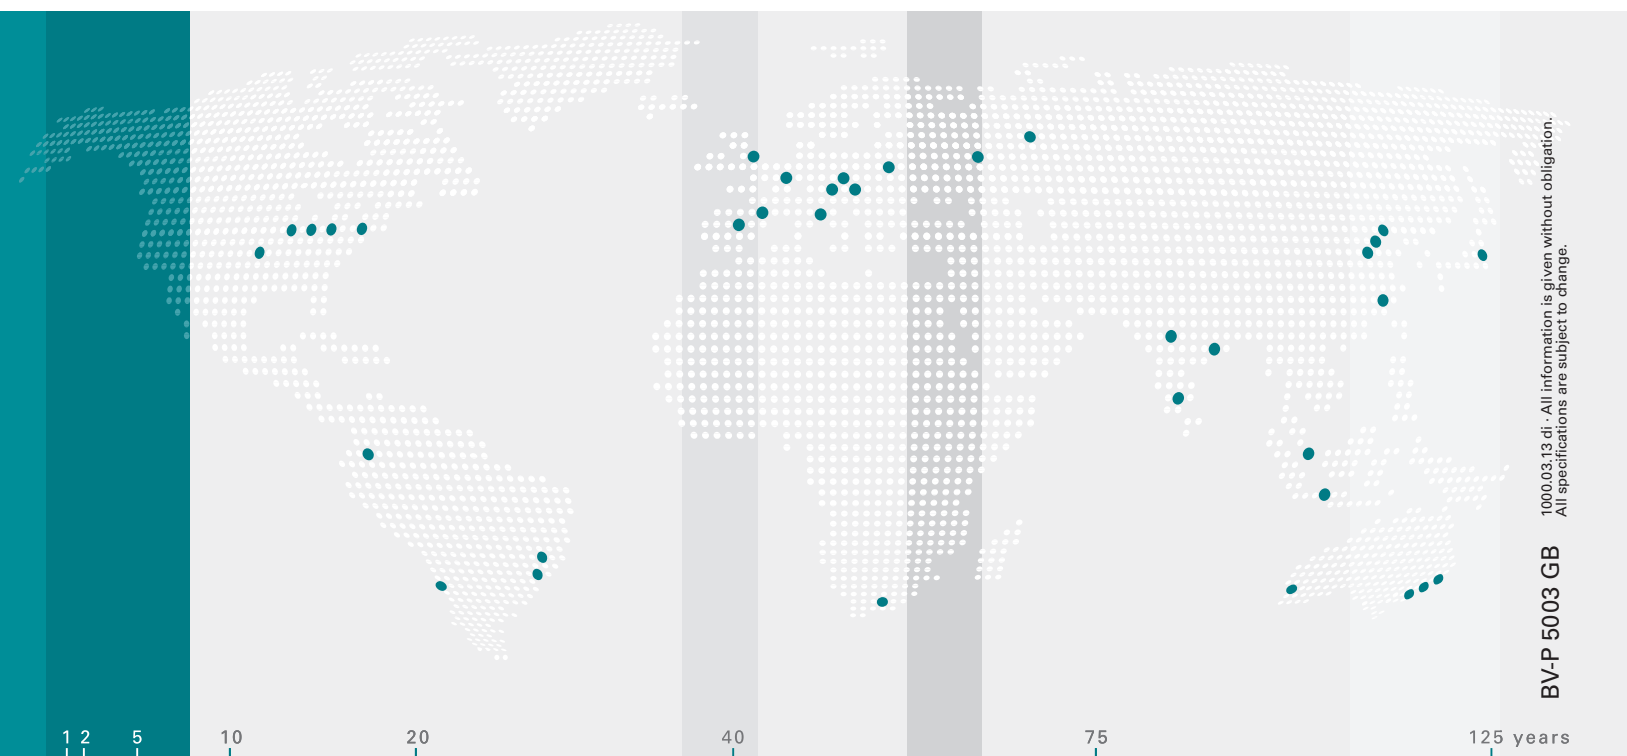 1000.03.13 di · All information is given without obligation.
All specifications are subject to change.
BV-P 5003 GB
1 2 5 10 20 40 75 125 years